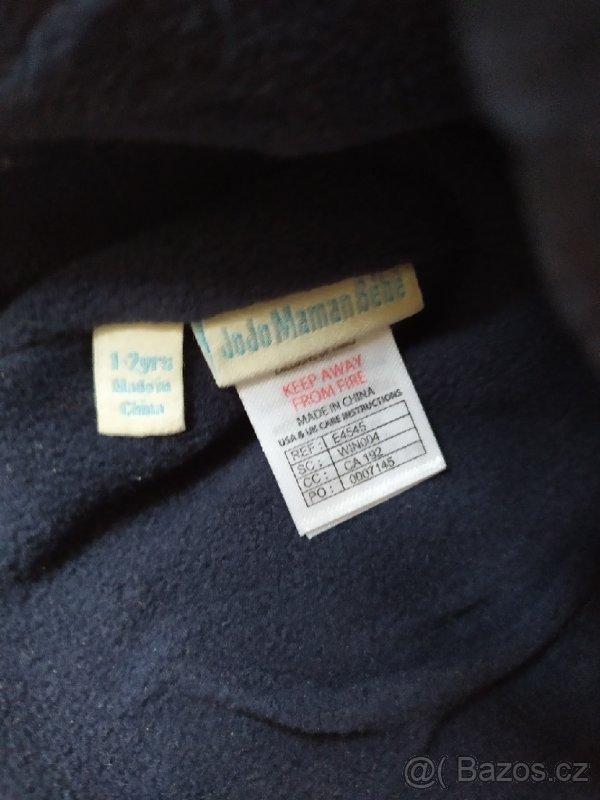 JoJo Maman Bébé
1-2yrs
Made in
China
KEEP AWAY
FROM FIRE
MADE IN CHINA
USA & UK CARE INSTRUCTIONS
REF : E4545
SC : WIN004
CC : CA 192
PO : 0007145
Bazos.cz